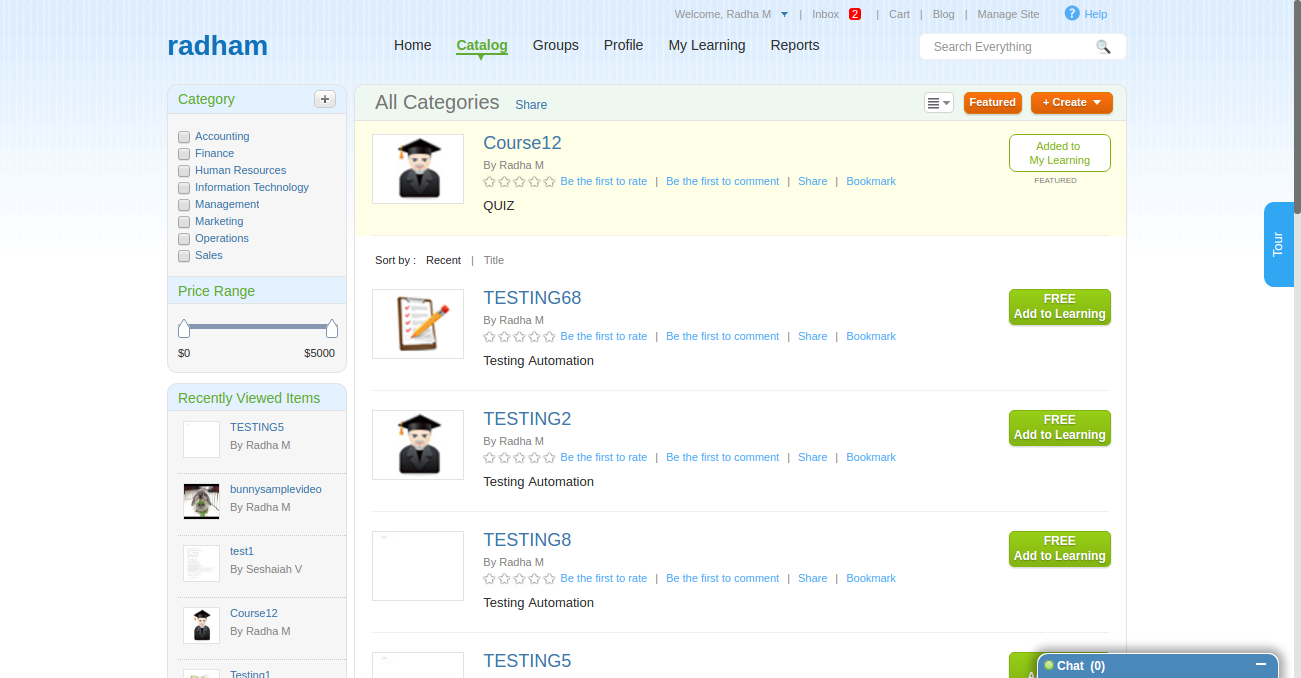 Welcome, Radha M | Inbox 2 | Cart | Blog | Manage Site ? Help
radham
Home Catalog Groups Profile My Learning Reports
Search Everything
Category +
Accounting
Finance
Human Resources
Information Technology
Management
Marketing
Operations
Sales
Price Range
$0 $5000
Recently Viewed Items
TESTING5
By Radha M
bunnysamplevideo
By Radha M
test1
By Seshaiah V
Course12
By Radha M
Testing1
All Categories Share
Featured + Create
Course12
By Radha M
Be the first to rate | Be the first to comment | Share | Bookmark
QUIZ
Added to
My Learning
FEATURED
Sort by : Recent | Title
TESTING68
By Radha M
Be the first to rate | Be the first to comment | Share | Bookmark
Testing Automation
FREE
Add to Learning
TESTING2
By Radha M
Be the first to rate | Be the first to comment | Share | Bookmark
Testing Automation
FREE
Add to Learning
TESTING8
By Radha M
Be the first to rate | Be the first to comment | Share | Bookmark
Testing Automation
FREE
Add to Learning
TESTING5
Tour
Chat (0)